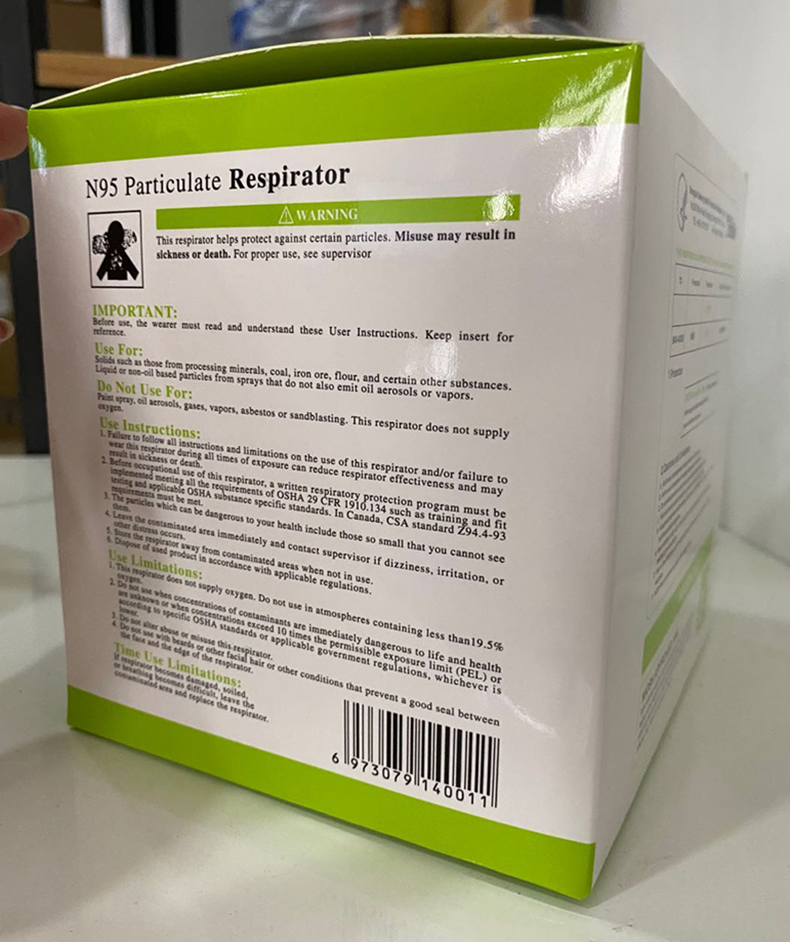 N95 Particulate Respirator
WARNING
This respirator helps protect against certain particles. Misuse may result in
sickness or death. For proper use, see supervisor
IMPORTANT:
Before use, the wearer must read and understand these User Instructions. Keep insert for
reference.
Use For:
Solids such as those from processing minerals, coal, iron ore, flour, and certain other substances.
Liquid or non-oil based particles from sprays that do not also emit oil aerosols or vapors.
Do Not Use For:
Paint spray, oil aerosols, gases, vapors, asbestos or sandblasting. This respirator does not supply
oxygen.
Use Instructions:
1. Failure to follow all instructions and limitations on the use of this respirator and/or failure to
wear this respirator during all times of exposure can reduce respirator effectiveness and may
result in sickness or death.
2. Before occupational use of this respirator, a written respiratory protection program must be
implemented meeting all the requirements of OSHA 29 CFR 1910.134 such as training and fit
testing and applicable OSHA substance specific standards. In Canada, CSA standard Z94.4-93
requirements must be met.
3. The particles which can be dangerous to your health include those so small that you cannot see
them.
4. Leave the contaminated area immediately and contact supervisor if dizziness, irritation, or
other distress occurs.
5. Store the respirator away from contaminated areas when not in use.
6. Dispose of used product in accordance with applicable regulations.
Use Limitations:
1. This respirator does not supply oxygen. Do not use in atmospheres containing less than19.5%
oxygen.
2. Do not use when concentrations of contaminants are immediately dangerous to life and health
are unknown or when concentrations exceed 10 times the permissible exposure limit (PEL) or
according to specific OSHA standards or applicable government regulations, whichever is
lower.
3. Do not alter abuse or misuse this respirator.
4. Do not use with beards or other facial hair or other conditions that prevent a good seal between
the face and the edge of the respirator.
Time Use Limitations:
If respirator becomes damaged, soiled,
or breathing becomes difficult, leave the
contaminated area and replace the respirator.
6 973079 140011